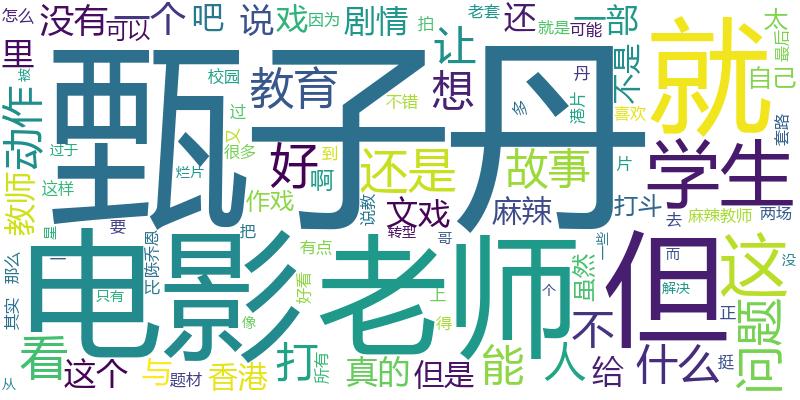 怎么 没有 一个 吧 说 戏 因为 剧情 拍 老套 还 一部 太 最后
可以 让 就是 可能
里 被 校园 教育 不错 想 丹 港片 不是 就 自己
动作 甄子丹 多 喜欢 套路
过于 过 又 很多 好 到 还是 故事 片 学生
教师 这样 烂片 啊
作戏 说教 文戏 麻辣 打斗 去 麻辣教师 两场
星 要 把 转型 哥 一些
那么 一 陈乔恩 有点 电影 老师 虽然 但 而 这 没
其实 卫 只有 像 好看 上 得 个 不 解决 正 问题
看 这个 与 题材 香港 打 所有 真的 但是 能 人 给 什么 挺
从